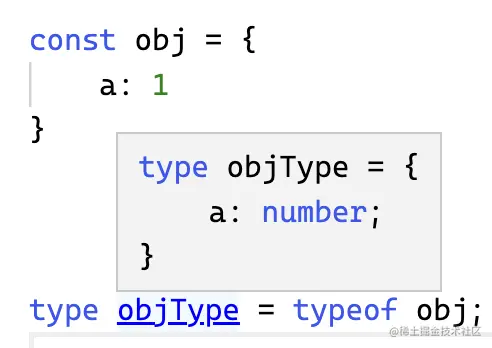 const obj = {
    a: 1
}
type objType = {
    a: number;
}
type objType = typeof obj;
@稀土掘金技术社区